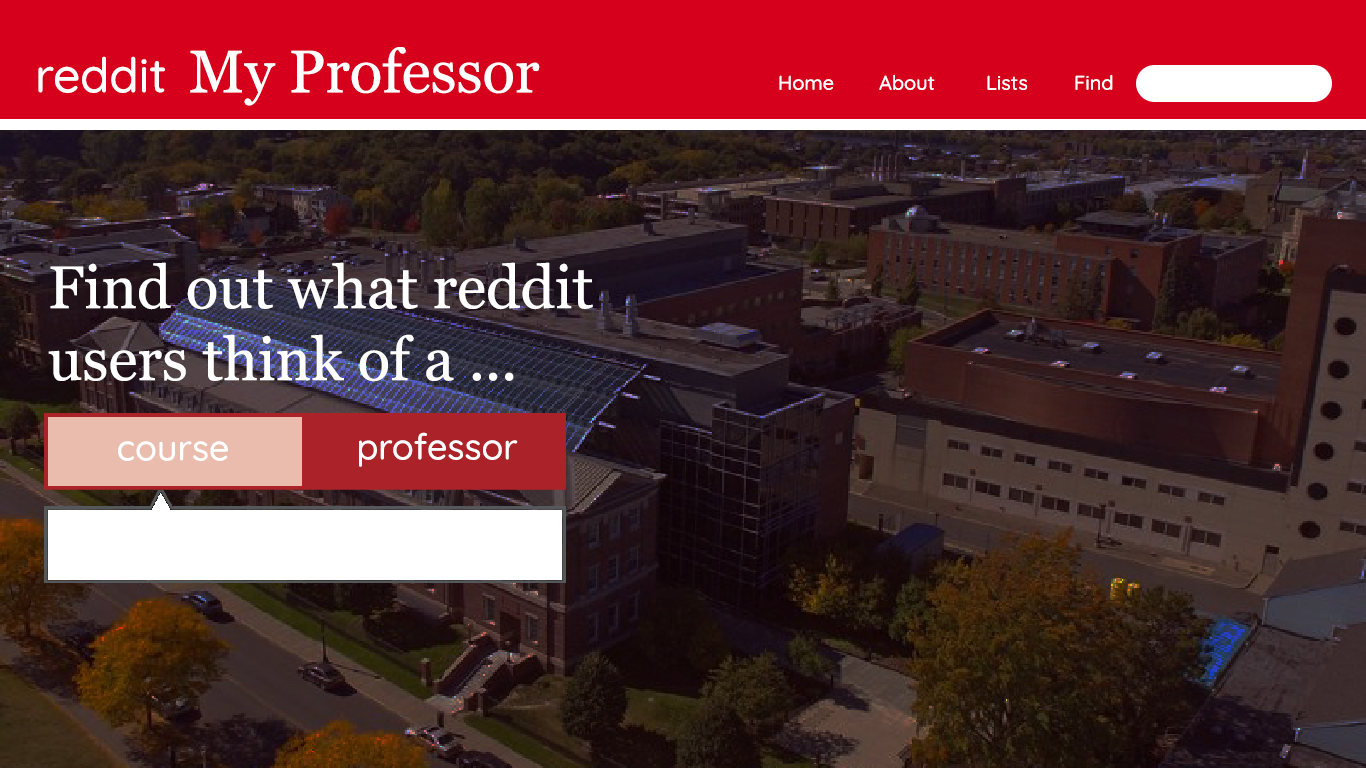 reddit My Professor
Home About Lists Find
Find out what reddit
users think of a ...
course professor